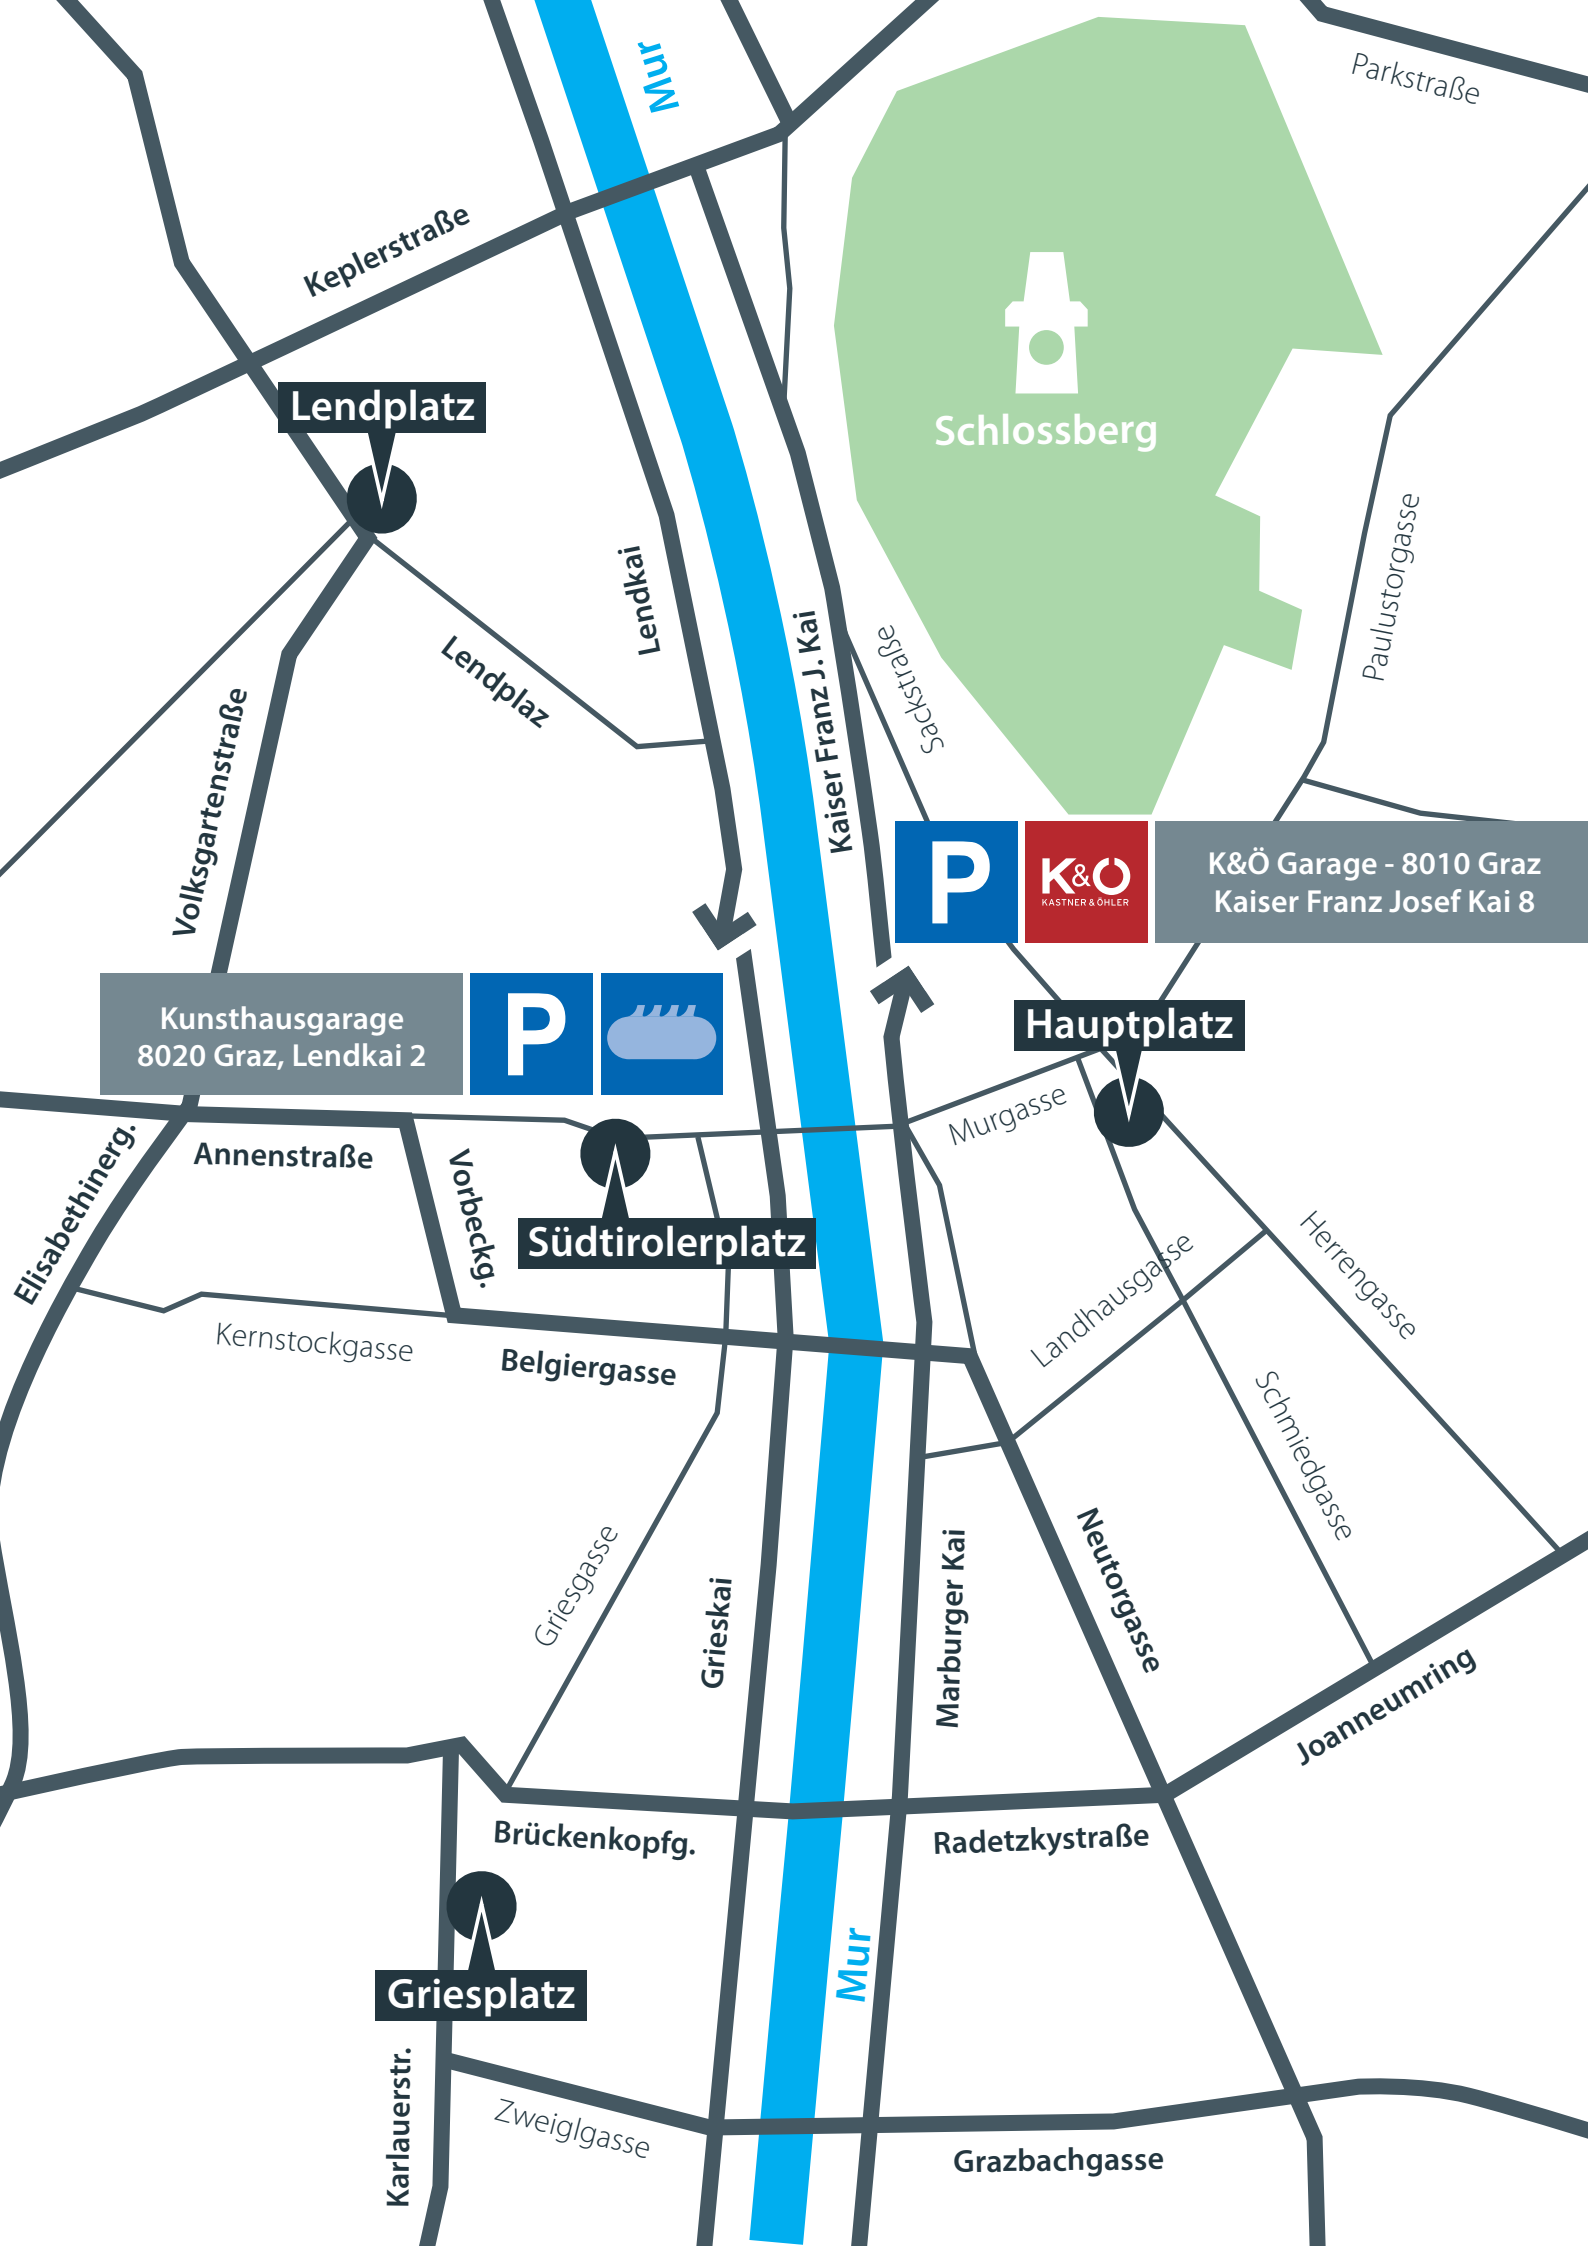 Mur
Parkstraße
Keplerstraße
Lendplatz
Schlossberg
Lendkai
Paulustorgasse
Lendplaz
Kaiser Franz J. Kai
Sackstraße
Volksgartenstraße
P
K&Ö
KASTNER & ÖHLER
K&Ö Garage - 8010 Graz
Kaiser Franz Josef Kai 8
Kunsthausgarage
8020 Graz, Lendkai 2
P
Hauptplatz
Murgasse
Elisabethinerg.
Annenstraße
Vorbeckg.
Südtirolerplatz
Landhausgasse
Herrengasse
Kernstockgasse
Belgiergasse
Schmiedgasse
Griesgasse
Grieskai
Marburger Kai
Neutorgasse
Joanneumring
Brückenkopfg.
Radetzkystraße
Mur
Griesplatz
Karlauerstr.
Zweiglgasse
Grazbachgasse